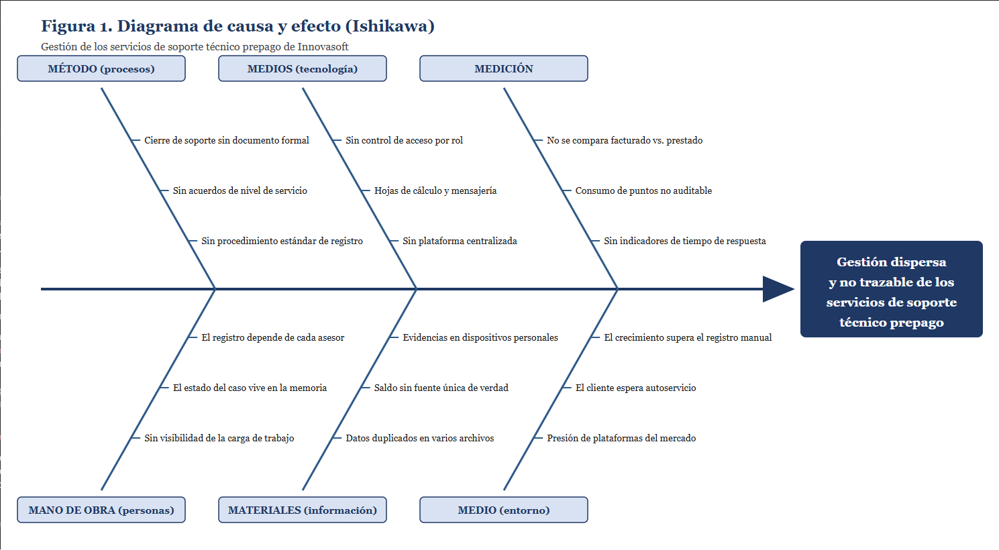 Figura 1. Diagrama de causa y efecto (Ishikawa)
Gestión de los servicios de soporte técnico prepago de Innovasoft
MÉTODO (procesos)
MEDIOS (tecnología)
MEDICIÓN
Cierre de soporte sin documento formal
Sin control de acceso por rol
No se compara facturado vs. prestado
Sin acuerdos de nivel de servicio
Hojas de cálculo y mensajería
Consumo de puntos no auditable
Sin procedimiento estándar de registro
Sin plataforma centralizada
Sin indicadores de tiempo de respuesta
Gestión dispersa
y no trazable de los
servicios de soporte
técnico prepago
El registro depende de cada asesor
Evidencias en dispositivos personales
El crecimiento supera el registro manual
El estado del caso vive en la memoria
Saldo sin fuente única de verdad
El cliente espera autoservicio
Sin visibilidad de la carga de trabajo
Datos duplicados en varios archivos
Presión de plataformas del mercado
MANO DE OBRA (personas)
MATERIALES (información)
MEDIO (entorno)